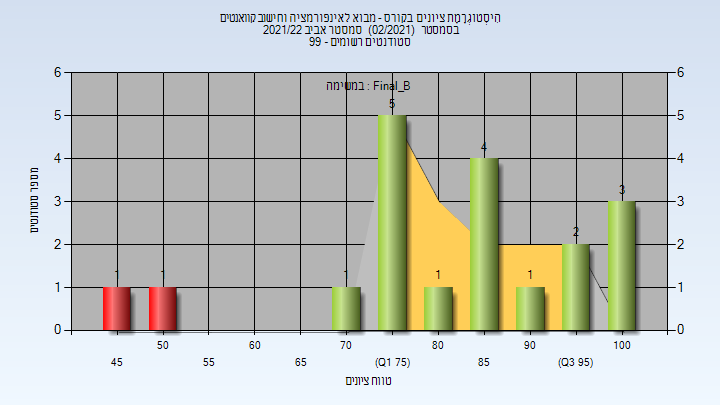 היסטוגרמת ציונים בקורס - מבוא לאינפורמציה וחישוב קוואנטים
בסמסטר (02/2021) סמסטר אביב 2021/22
סטודנטים רשומים - 99
במשימה : Final_B
מספר סטודנטים
6 6
5 5
4 4
3 3
2 2
1 1
0 0
1 1 1 5 1 4 1 2 3
45 50 55 60 65 70 (Q1 75) 80 85 90 (Q3 95) 100
טווח ציונים